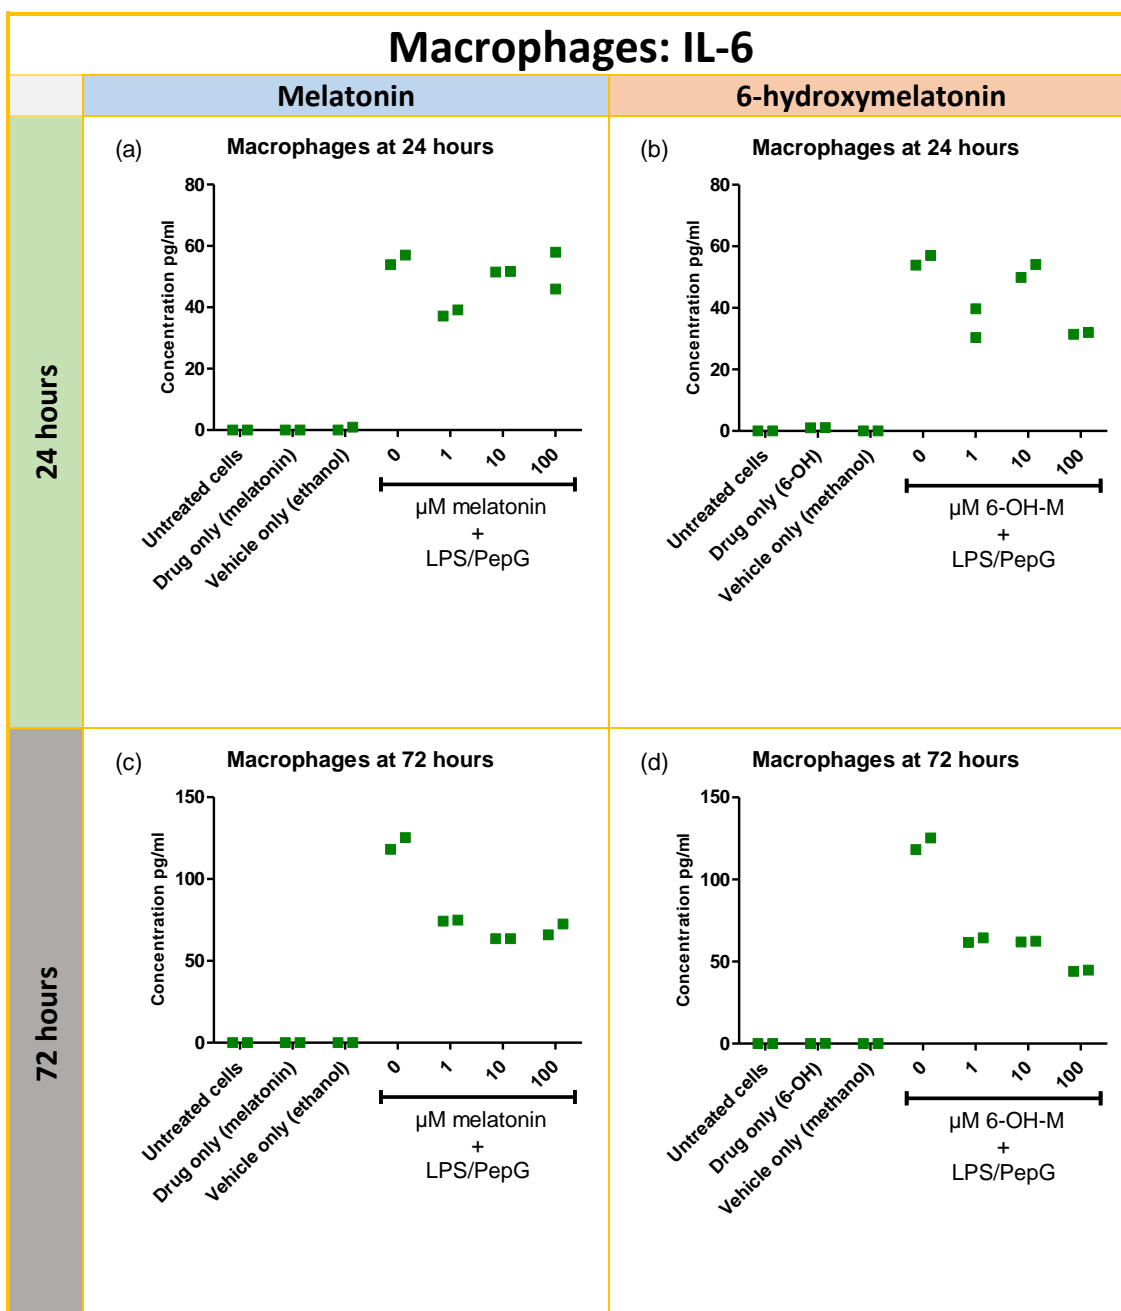 Macrophages: IL-6
Melatonin
6-hydroxymelatonin
24 hours
(a)
Macrophages at 24 hours
Concentration pg/ml
80
60
40
20
0
Untreated cells
Drug only (melatonin)
Vehicle only (ethanol)
0
1
10
100
µM melatonin
+
LPS/PepG
(b)
Macrophages at 24 hours
Concentration pg/ml
80
60
40
20
0
Untreated cells
Drug only (6-OH)
Vehicle only (methanol)
0
1
10
100
µM 6-OH-M
+
LPS/PepG
72 hours
(c)
Macrophages at 72 hours
Concentration pg/ml
150
100
50
0
Untreated cells
Drug only (melatonin)
Vehicle only (ethanol)
0
1
10
100
µM melatonin
+
LPS/PepG
(d)
Macrophages at 72 hours
Concentration pg/ml
150
100
50
0
Untreated cells
Drug only (6-OH)
Vehicle only (methanol)
0
1
10
100
µM 6-OH-M
+
LPS/PepG